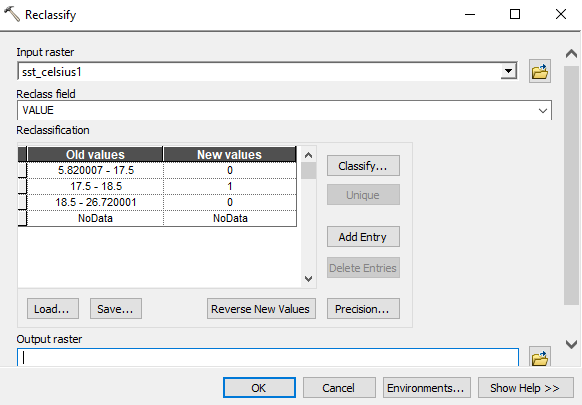 Reclassify
Input raster
sst_celsius1
Reclass field
VALUE
Reclassification
Old values New values
5.820007 - 17.5 0
17.5 - 18.5 1
18.5 - 26.720001 0
NoData NoData
Classify...
Unique
Add Entry
Delete Entries
Load... Save... Reverse New Values Precision...
Output raster
OK Cancel Environments... Show Help >>